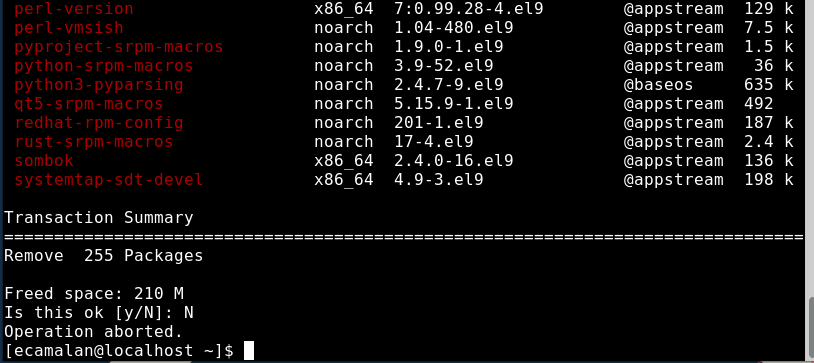 perl-version x86_64 7:0.99.28-4.el9 @appstream 129 k
perl-vmsish noarch 1.04-480.el9 @appstream 7.5 k
pyproject-srpm-macros noarch 1.9.0-1.el9 @appstream 1.5 k
python-srpm-macros noarch 3.9-52.el9 @appstream 36 k
python3-pyparsing noarch 2.4.7-9.el9 @baseos 635 k
qt5-srpm-macros noarch 5.15.9-1.el9 @appstream 492
redhat-rpm-config noarch 201-1.el9 @appstream 187 k
rust-srpm-macros noarch 17-4.el9 @appstream 2.4 k
sombok x86_64 2.4.0-16.el9 @appstream 136 k
systemtap-sdt-devel x86_64 4.9-3.el9 @appstream 198 k
Transaction Summary
================================================================================
Remove  255 Packages
Freed space: 210 M
Is this ok [y/N]: N
Operation aborted.
[ecamalan@localhost ~]$